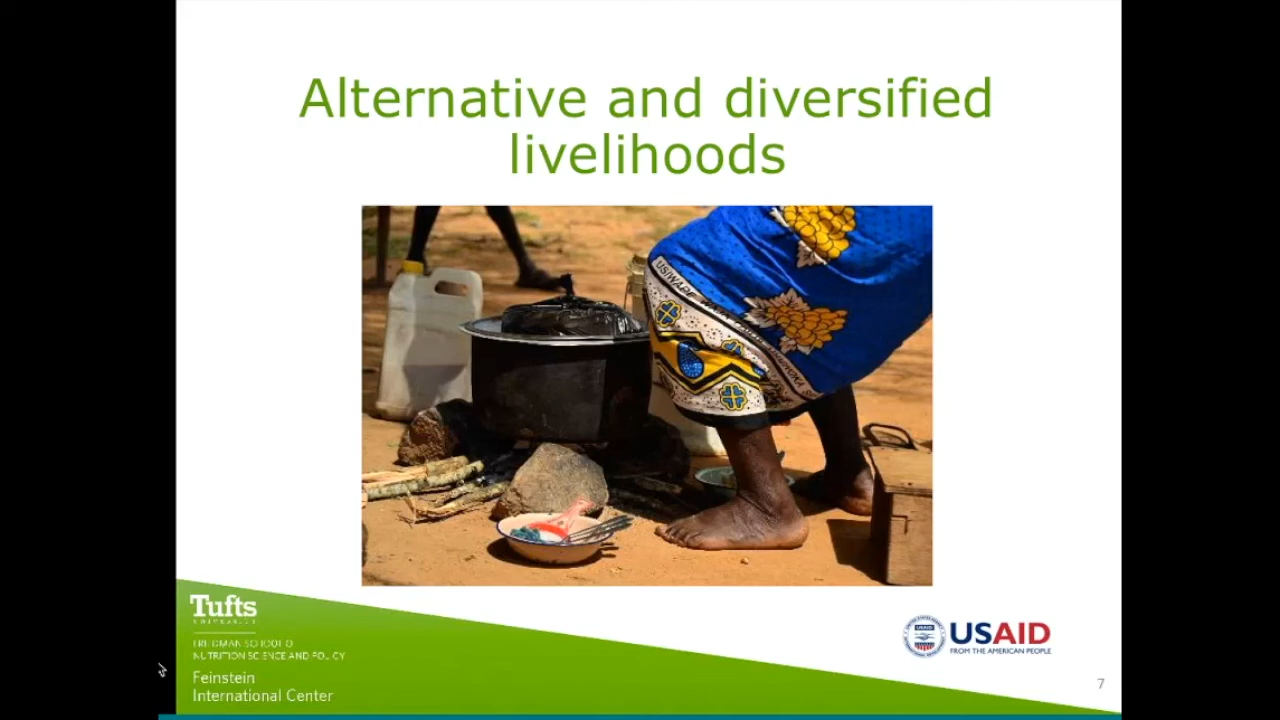 Alternative and diversified
livelihoods
USIWAPE
Tufts
UNIVERSITY
FRIEDMAN SCHOOL O
NUTRITION SCIENCE AND POLICY
Feinstein
International Center
USAID
FROM THE AMERICAN PEOPLE
7